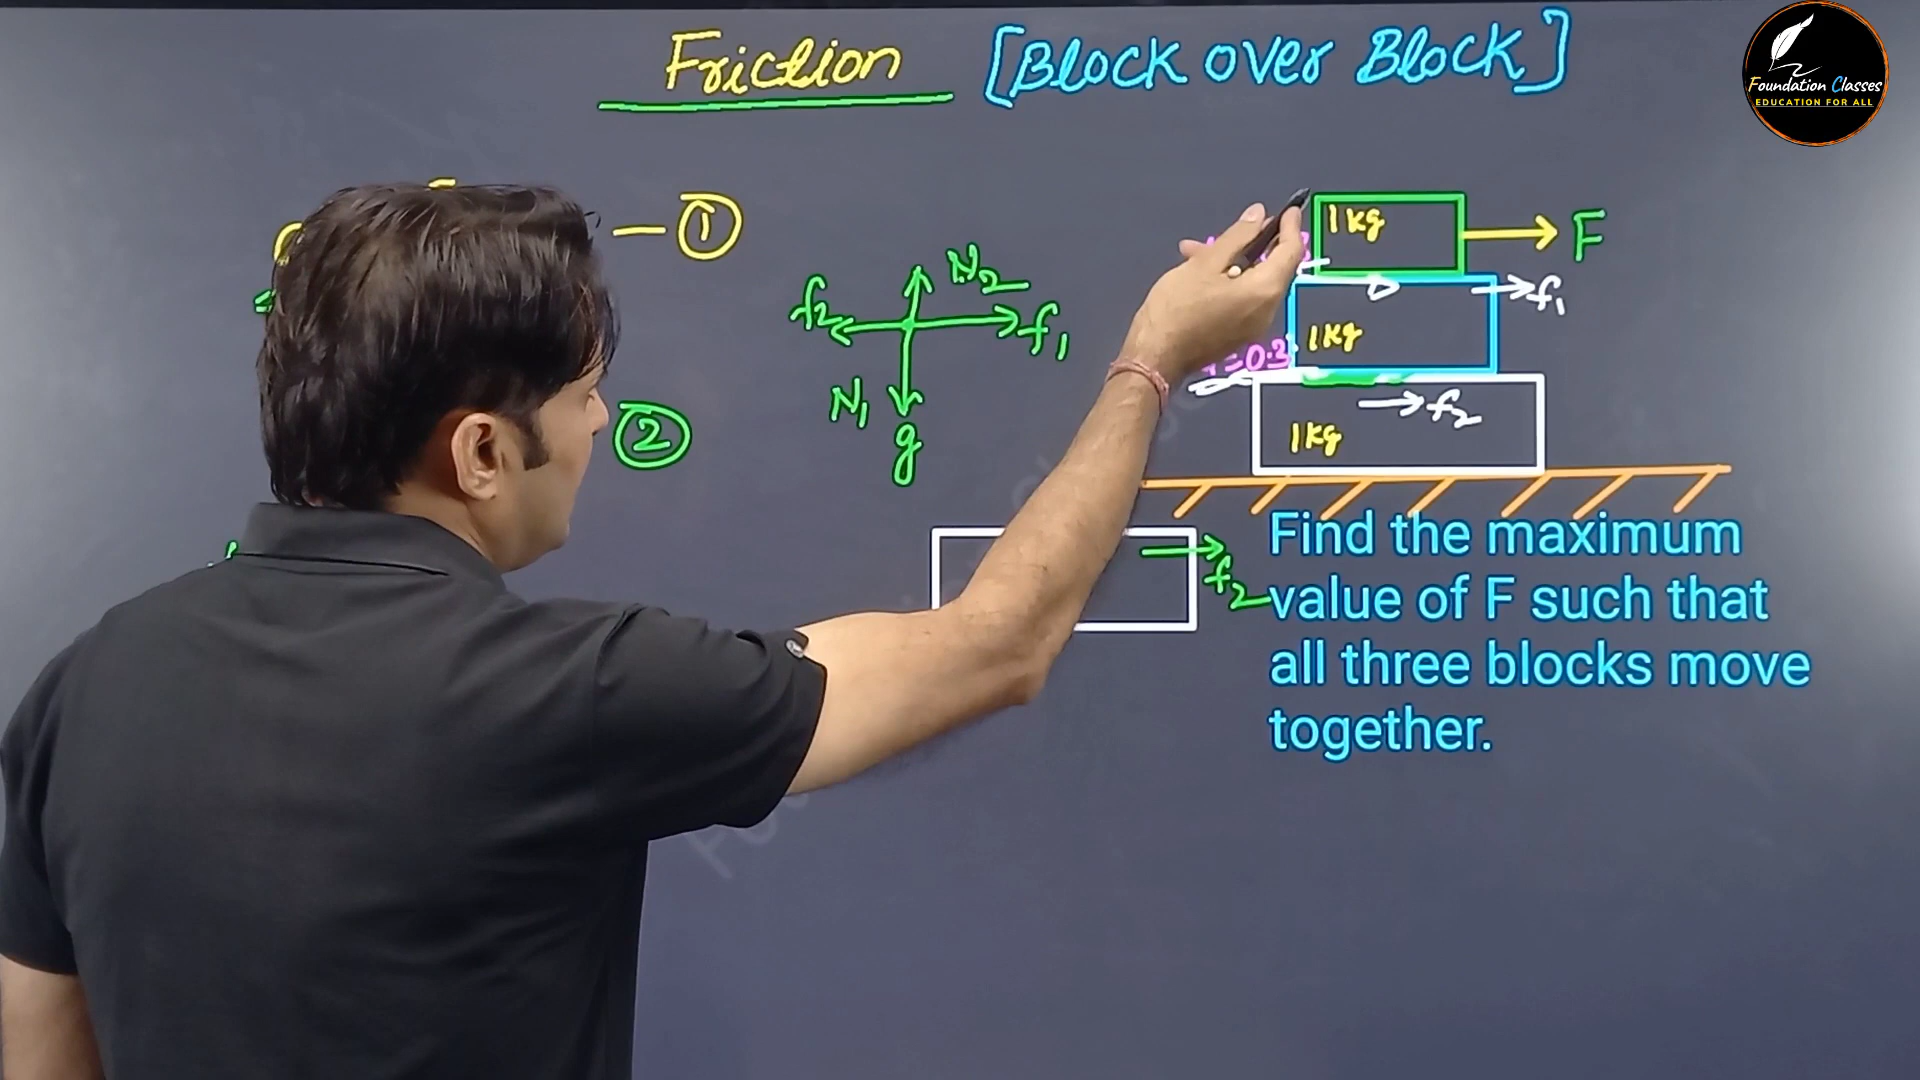 Friction [Block over Block]
Foundation Classes
EDUCATION FOR ALL
— ①
②
N2
f2
f1
N1
g
1kg
F
f1
1kg
=0.3
f2
1kg
f2
Find the maximum
value of F such that
all three blocks move
together.